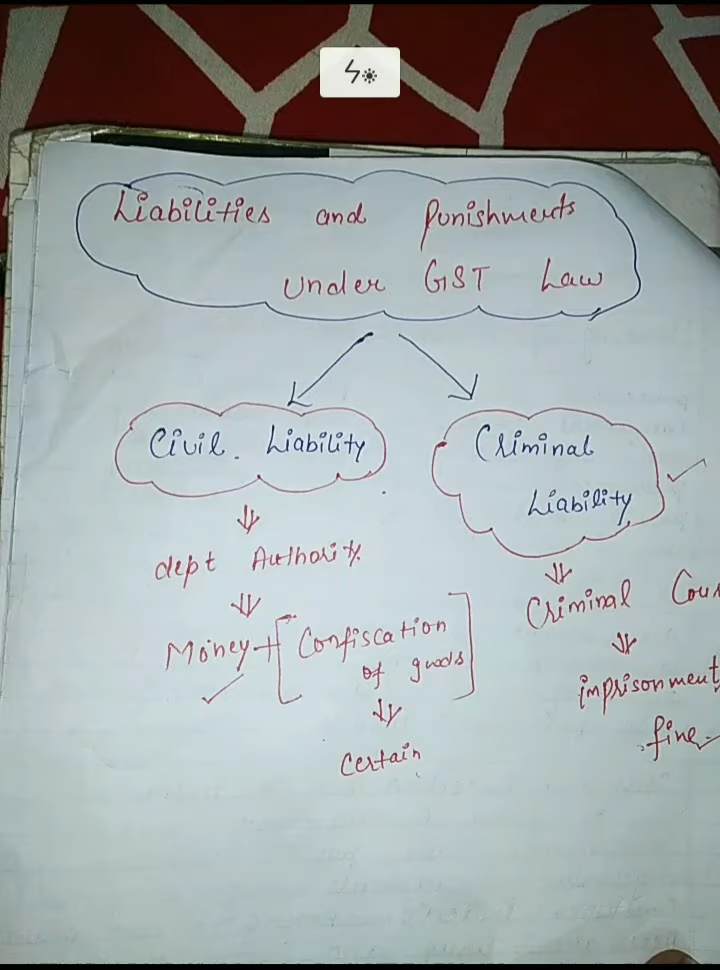 Liabilities and Punishments
Under GST Law
Civil. Liability
dept Authority
Money + [Confiscation
of goods]
Certain
Criminal
Liability
Criminal Cou
imprisonment
fine